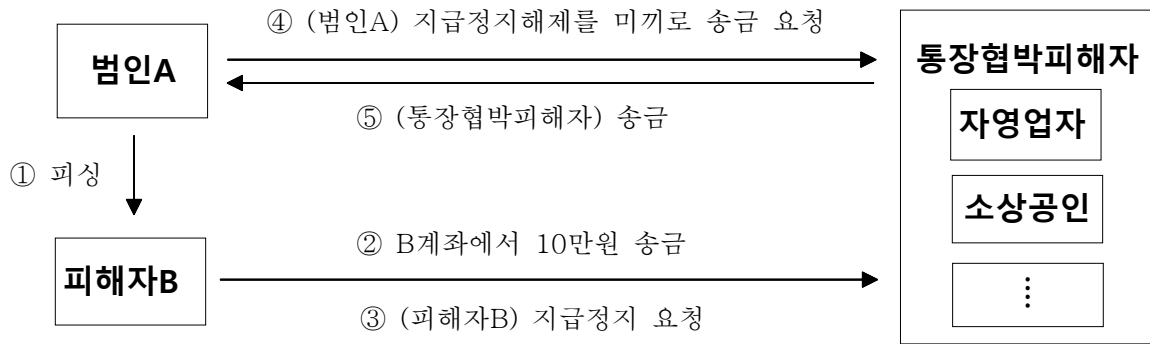 ④ (범인A) 지급정지해제를 미끼로 송금 요청
범인A
통장협박피해자
⑤ (통장협박피해자) 송금
자영업자
① 피싱
소상공인
② B계좌에서 10만원 송금
피해자B
⋮
③ (피해자B) 지급정지 요청